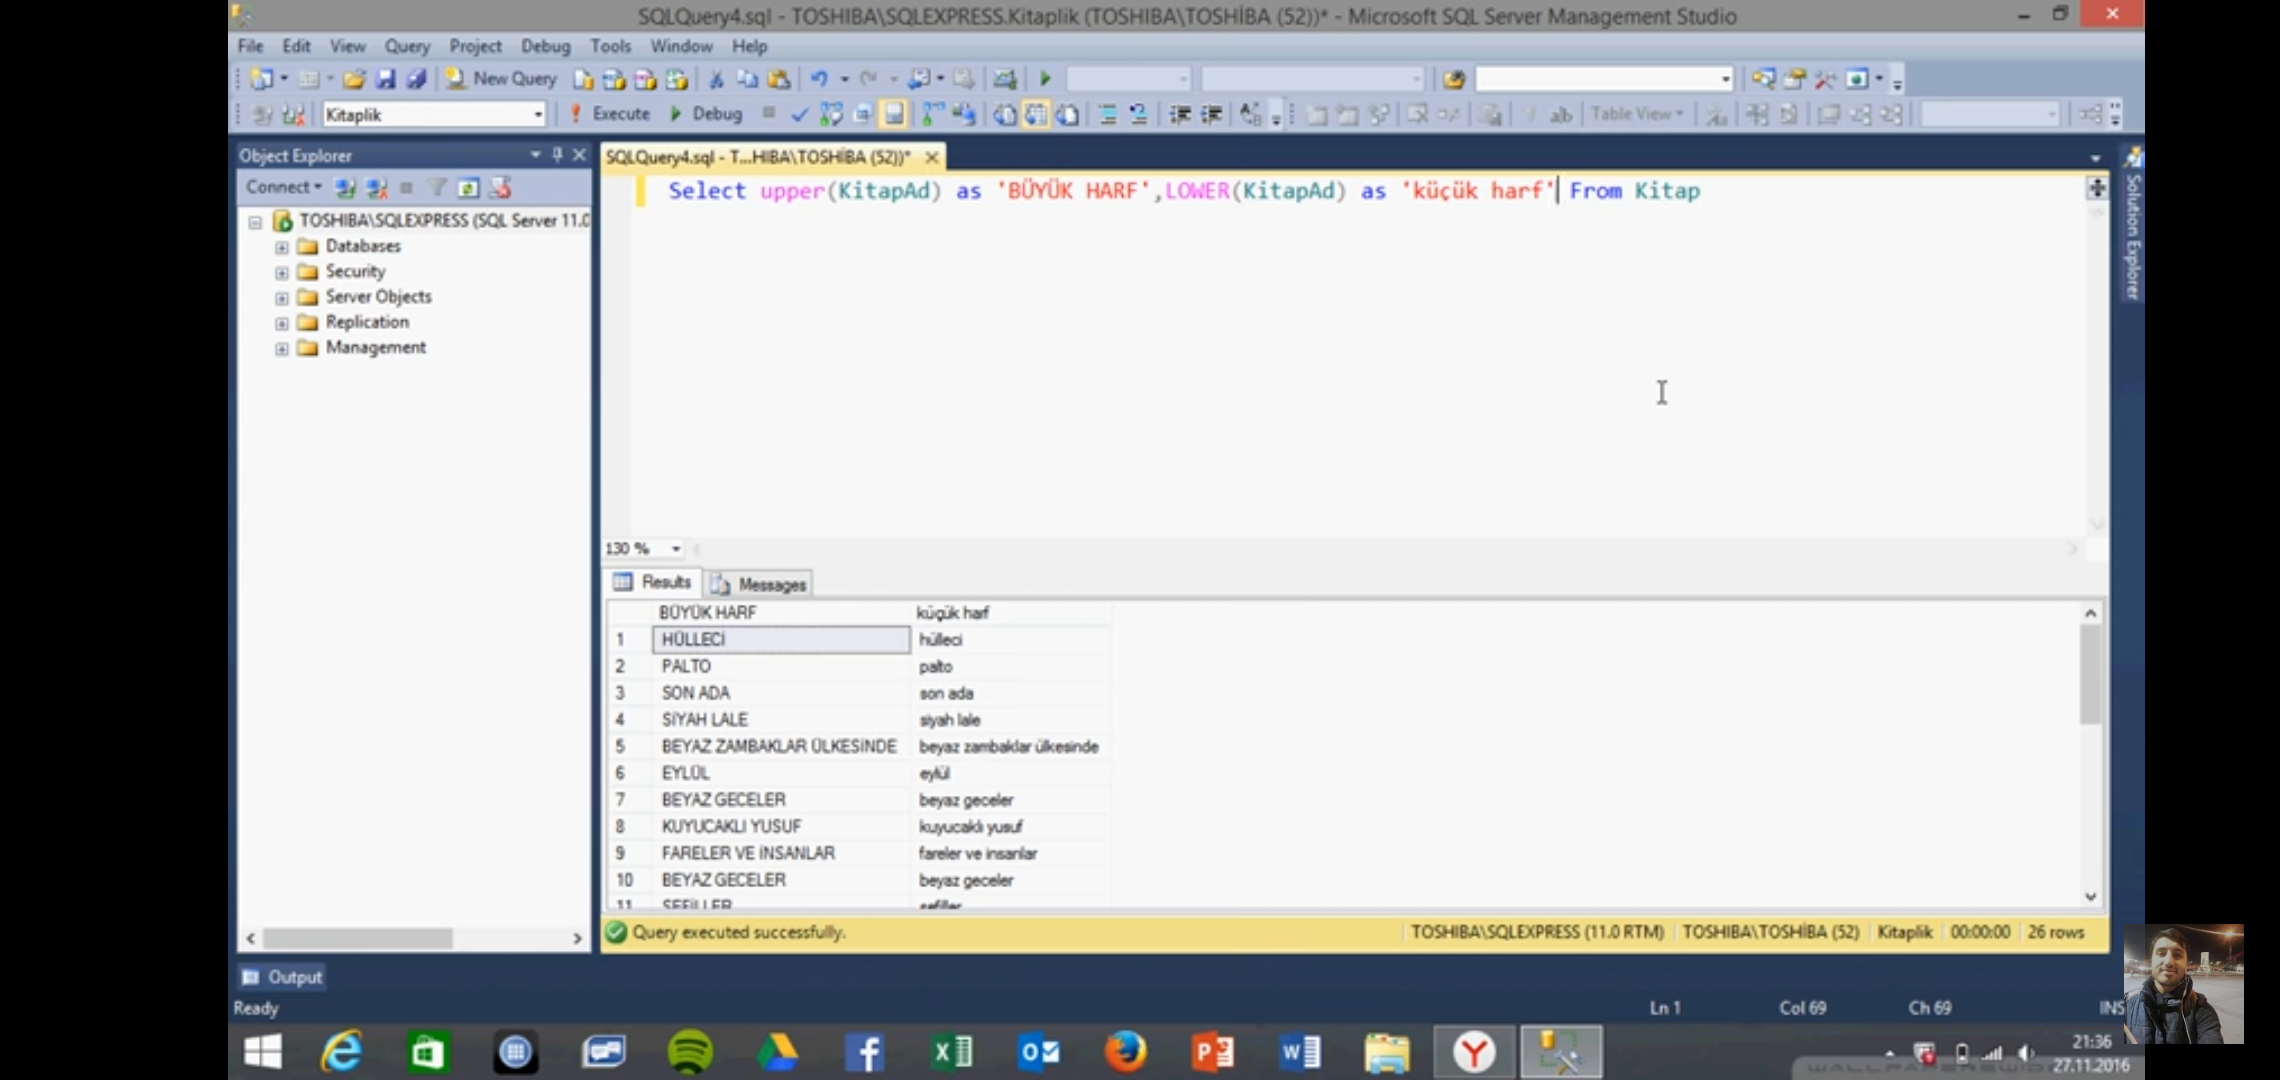 SQLQuery4.sql - TOSHIBA\SQLEXPRESS.Kitaplik (TOSHIBA\TOSHİBA (52))* - Microsoft SQL Server Management Studio
File Edit View Query Project Debug Tools Window Help
New Query
Kitaplik Execute Debug Table View
Object Explorer
SQLQuery4.sql - T...HIBA\TOSHİBA (52))*
Connect
Select upper(KitapAd) as 'BÜYÜK HARF',LOWER(KitapAd) as 'küçük harf' From Kitap
TOSHIBA\SQLEXPRESS (SQL Server 11.0
Databases
Security
Server Objects
Replication
Management
Solution Explorer
130 %
Results Messages
BÜYÜK HARF küçük harf
1 HÜLLECİ hülleci
2 PALTO palto
3 SON ADA son ada
4 SİYAH LALE siyah lale
5 BEYAZ ZAMBAKLAR ÜLKESİNDE beyaz zambaklar ülkesinde
6 EYLÜL eylül
7 BEYAZ GECELER beyaz geceler
8 KUYUCAKLI YUSUF kuyucaklı yusuf
9 FARELER VE İNSANLAR fareler ve insanlar
10 BEYAZ GECELER beyaz geceler
11 SEFİLLER sefiller
Query executed successfully. TOSHIBA\SQLEXPRESS (11.0 RTM) TOSHIBA\TOSHİBA (52) Kitaplik 00:00:00 26 rows
Output
Ready Ln 1 Col 69 Ch 69 INS
21:36
27.11.2016